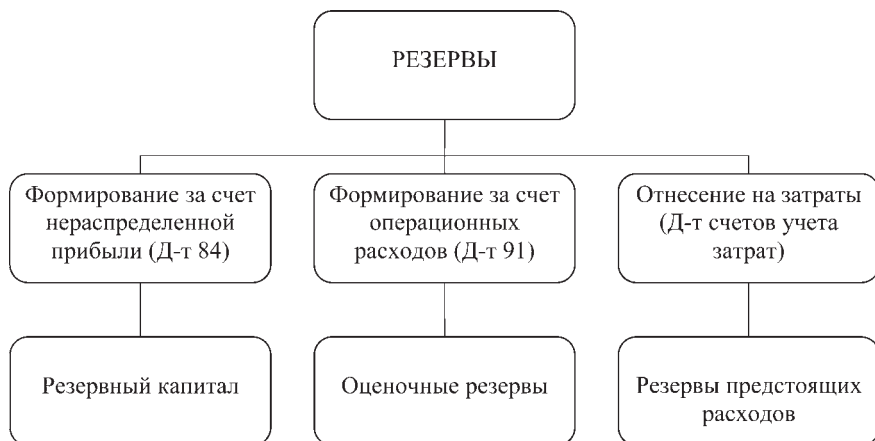 РЕЗЕРВЫ
Формирование за счет
нераспределенной
прибыли (Д-т 84)
Формирование за счет
операционных
расходов (Д-т 91)
Отнесение на затраты
(Д-т счетов учета
затрат)
Резервный капитал
Оценочные резервы
Резервы предстоящих
расходов